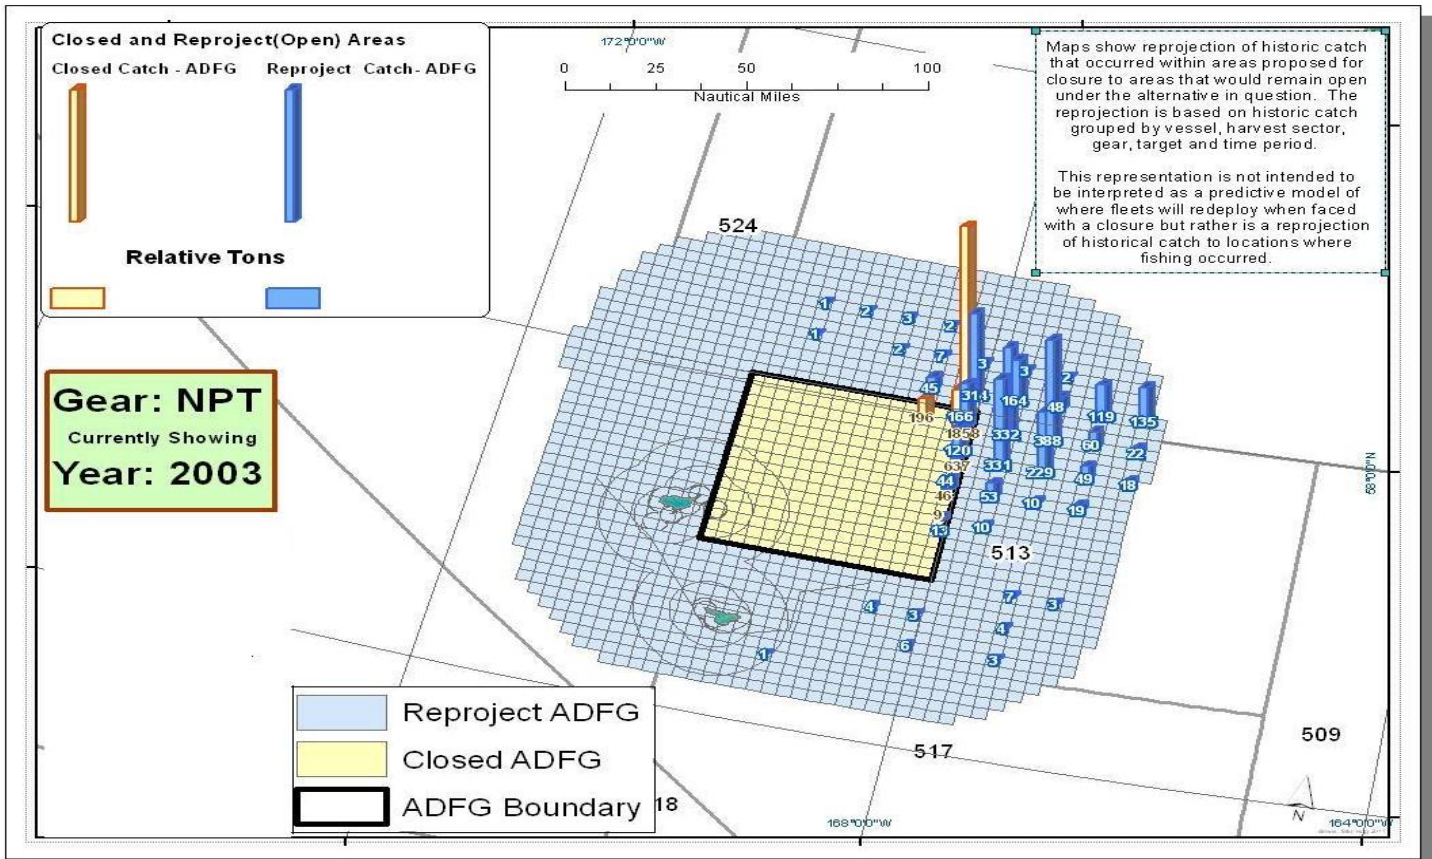 Closed and Reproject(Open) Areas
Closed Catch - ADFG Reproject Catch- ADFG
Relative Tons
Gear: NPT
Currently Showing
Year: 2003
172°0'0"W
0 25 50 100
Nautical Miles
Maps show reprojection of historic catch
that occurred within areas proposed for
closure to areas that would remain open
under the alternative in question. The
reprojection is based on historic catch
grouped by vessel, harvest sector,
gear, target and time period.
This representation is not intended to
be interpreted as a predictive model of
where fleets will redeploy when faced
with a closure but rather is a reprojection
of historical catch to locations where
fishing occurred.
524
1 2 3 2
1 2 7 3 3 2
45 314 164 48 119 135
196 166
1858 332 388 60 22
120
637 331 229 49 18
44
46 53 10 19
9
13 10
513
4 3 7 3
4
1 6 3
517
509
18
Reproject ADFG
Closed ADFG
ADFG Boundary
168°0'0"W
164°0'0"W
N